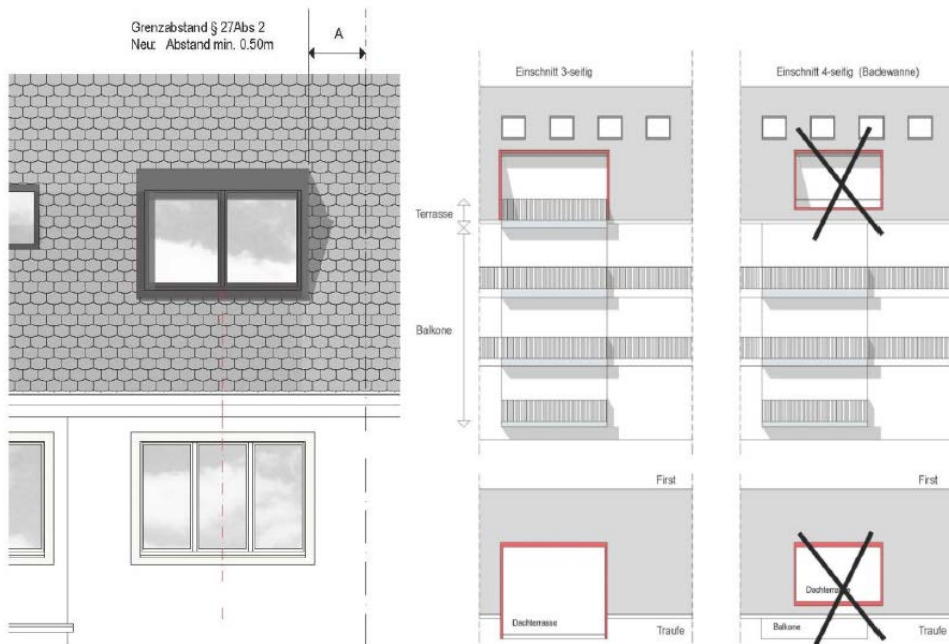 Grenzabstand § 27Abs 2
Neu: Abstand min. 0.50m
A
Einschnitt 3-seitig
Einschnitt 4-seitig (Badewanne)
Terrasse
Balkone
First
First
Dachterrasse
Traufe
Dachterrasse
Balkone
Traufe